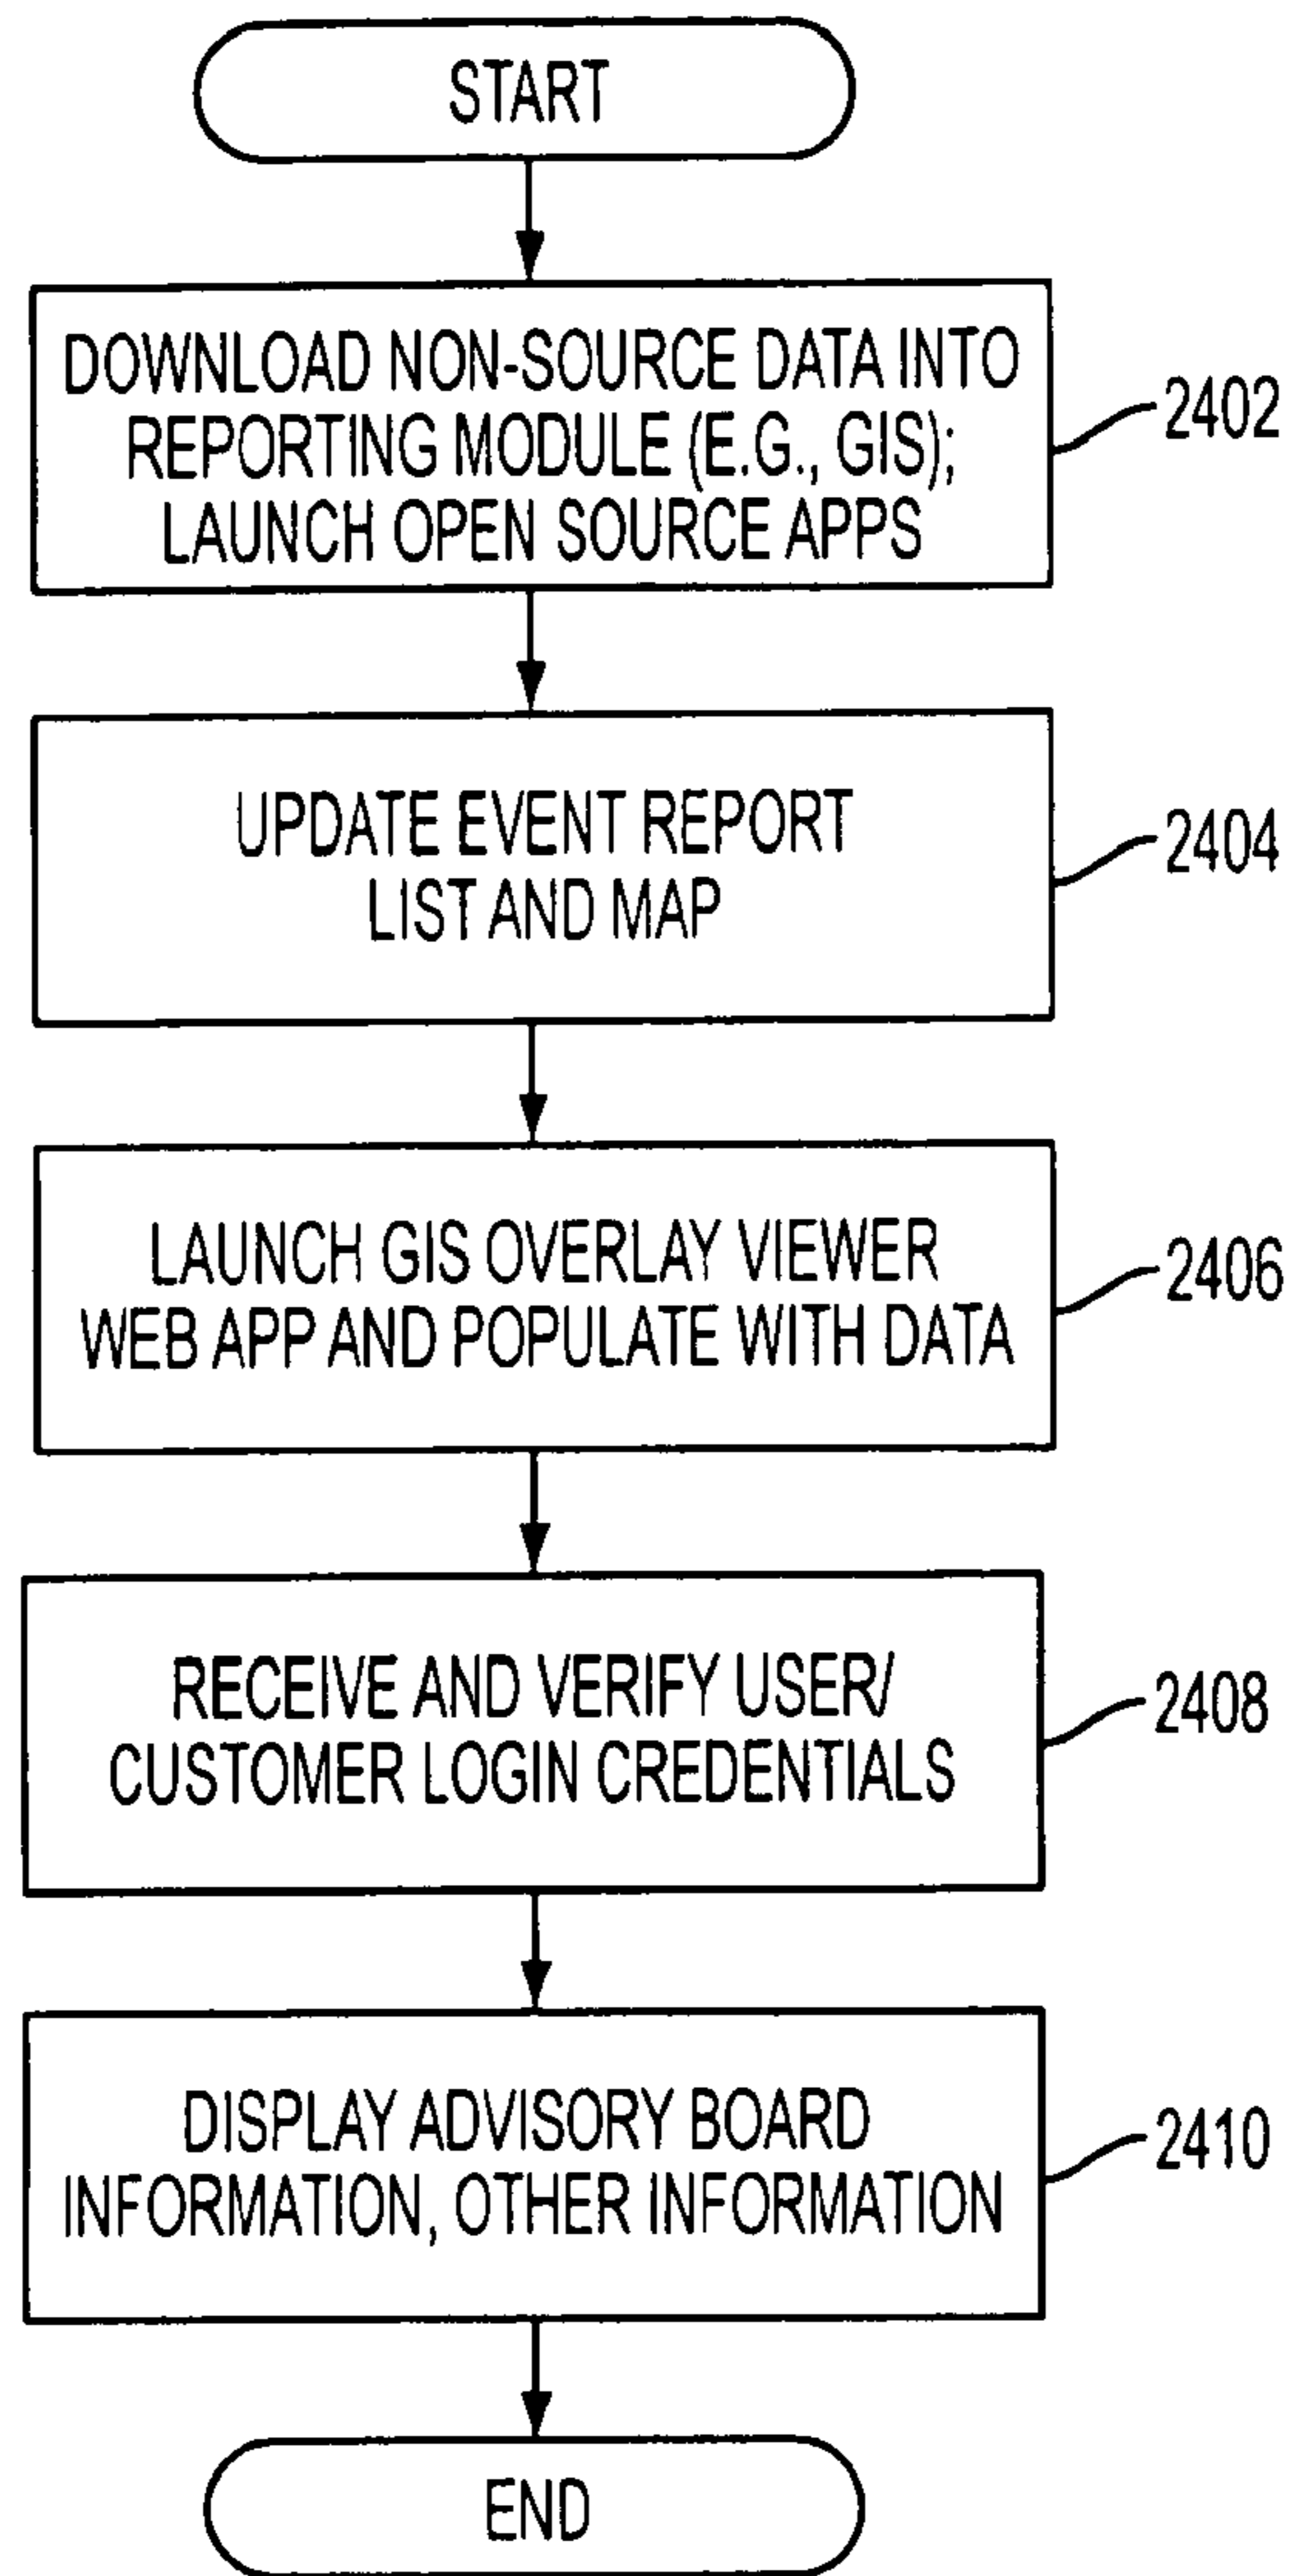 START
DOWNLOAD NON-SOURCE DATA INTO
REPORTING MODULE (E.G., GIS);
LAUNCH OPEN SOURCE APPS
2402
UPDATE EVENT REPORT
LIST AND MAP
2404
LAUNCH GIS OVERLAY VIEWER
WEB APP AND POPULATE WITH DATA
2406
RECEIVE AND VERIFY USER/
CUSTOMER LOGIN CREDENTIALS
2408
DISPLAY ADVISORY BOARD
INFORMATION, OTHER INFORMATION
2410
END